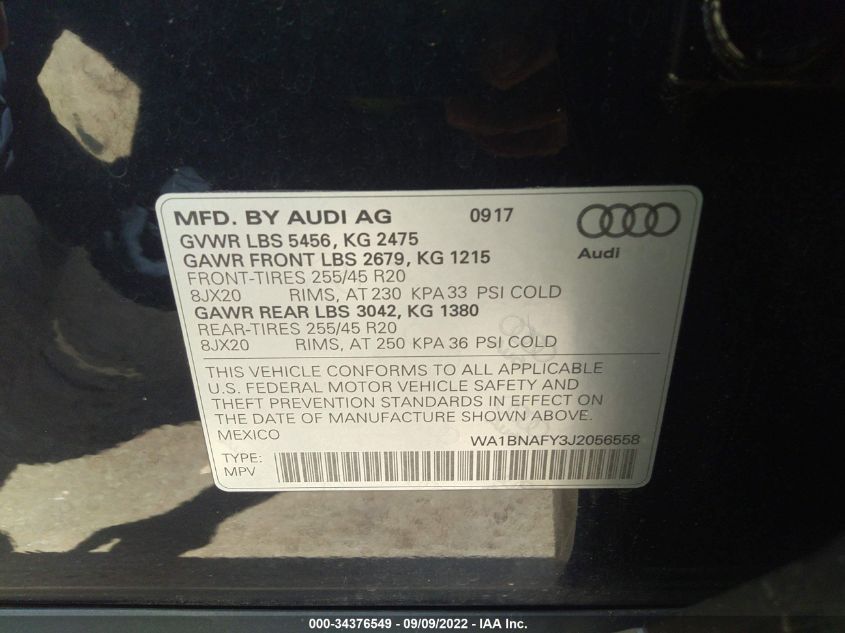 MFD. BY AUDI AG 0917
GVWR LBS 5456, KG 2475
GAWR FRONT LBS 2679, KG 1215
Audi
FRONT-TIRES 255/45 R20
8JX20 RIMS, AT 230 KPA 33 PSI COLD
GAWR REAR LBS 3042, KG 1380
REAR-TIRES 255/45 R20
8JX20 RIMS, AT 250 KPA 36 PSI COLD
THIS VEHICLE CONFORMS TO ALL APPLICABLE
U.S. FEDERAL MOTOR VEHICLE SAFETY AND
THEFT PREVENTION STANDARDS IN EFFECT ON
THE DATE OF MANUFACTURE SHOWN ABOVE.
MEXICO WA1BNAFY3J2056558
TYPE:
MPV
000-34376549 - 09/09/2022 - IAA Inc.